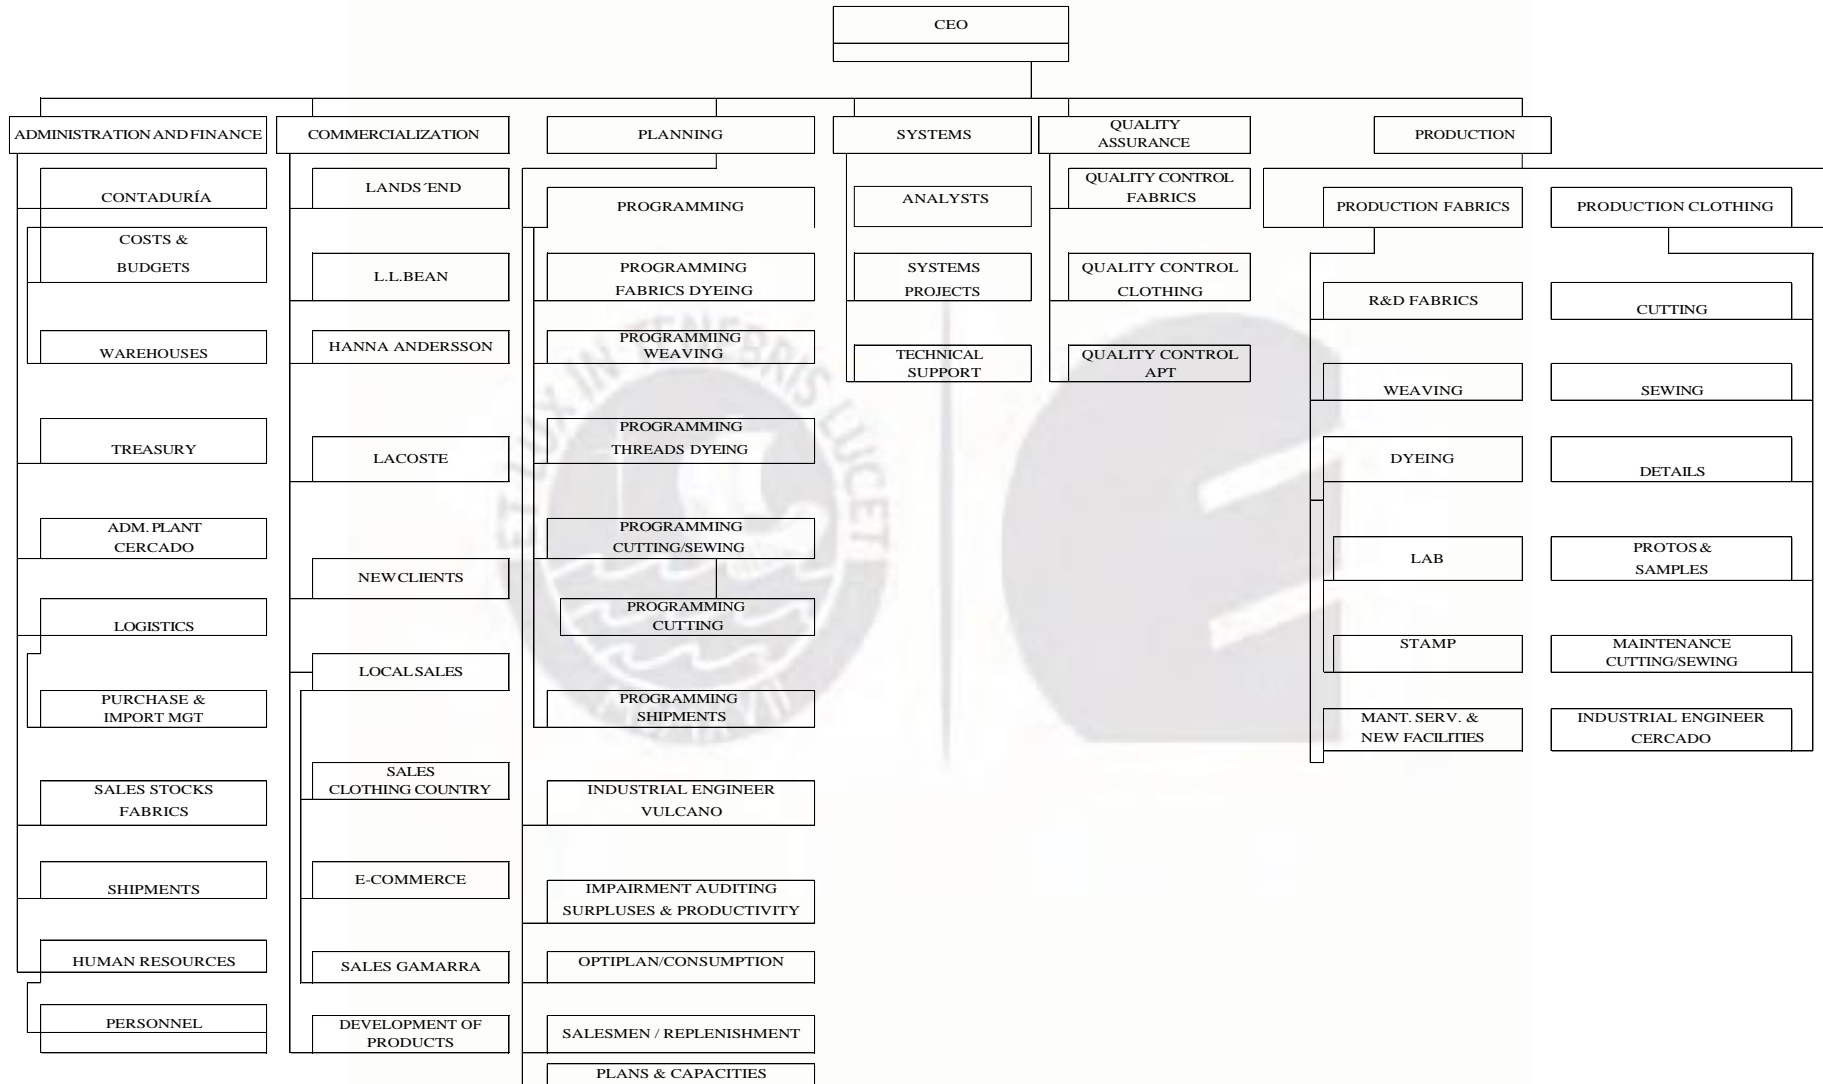 CEO
ADMINISTRATION AND FINANCE
COMMERCIALIZATION
PLANNING
SYSTEMS
QUALITY
ASSURANCE
PRODUCTION
CONTADURÍA
COSTS &
BUDGETS
WAREHOUSES
TREASURY
ADM. PLANT
CERCADO
LOGISTICS
PURCHASE &
IMPORT MGT
SALES STOCKS
FABRICS
SHIPMENTS
HUMAN RESOURCES
PERSONNEL
LANDS´END
L.L.BEAN
HANNA ANDERSSON
LACOSTE
NEW CLIENTS
LOCAL SALES
SALES
CLOTHING COUNTRY
E-COMMERCE
SALES GAMARRA
DEVELOPMENT OF
PRODUCTS
PROGRAMMING
PROGRAMMING
FABRICS DYEING
PROGRAMMING
WEAVING
PROGRAMMING
THREADS DYEING
PROGRAMMING
CUTTING/SEWING
PROGRAMMING
CUTTING
PROGRAMMING
SHIPMENTS
INDUSTRIAL ENGINEER
VULCANO
IMPAIRMENT AUDITING
SURPLUSES & PRODUCTIVITY
OPTIPLAN/CONSUMPTION
SALESMEN / REPLENISHMENT
PLANS & CAPACITIES
ANALYSTS
SYSTEMS
PROJECTS
TECHNICAL
SUPPORT
QUALITY CONTROL
FABRICS
QUALITY CONTROL
CLOTHING
QUALITY CONTROL
APT
PRODUCTION FABRICS
R&D FABRICS
WEAVING
DYEING
LAB
STAMP
MANT. SERV. &
NEW FACILITIES
PRODUCTION CLOTHING
CUTTING
SEWING
DETAILS
PROTOS &
SAMPLES
MAINTENANCE
CUTTING/SEWING
INDUSTRIAL ENGINEER
CERCADO
ET LUX IN TENEBRIS LUCET